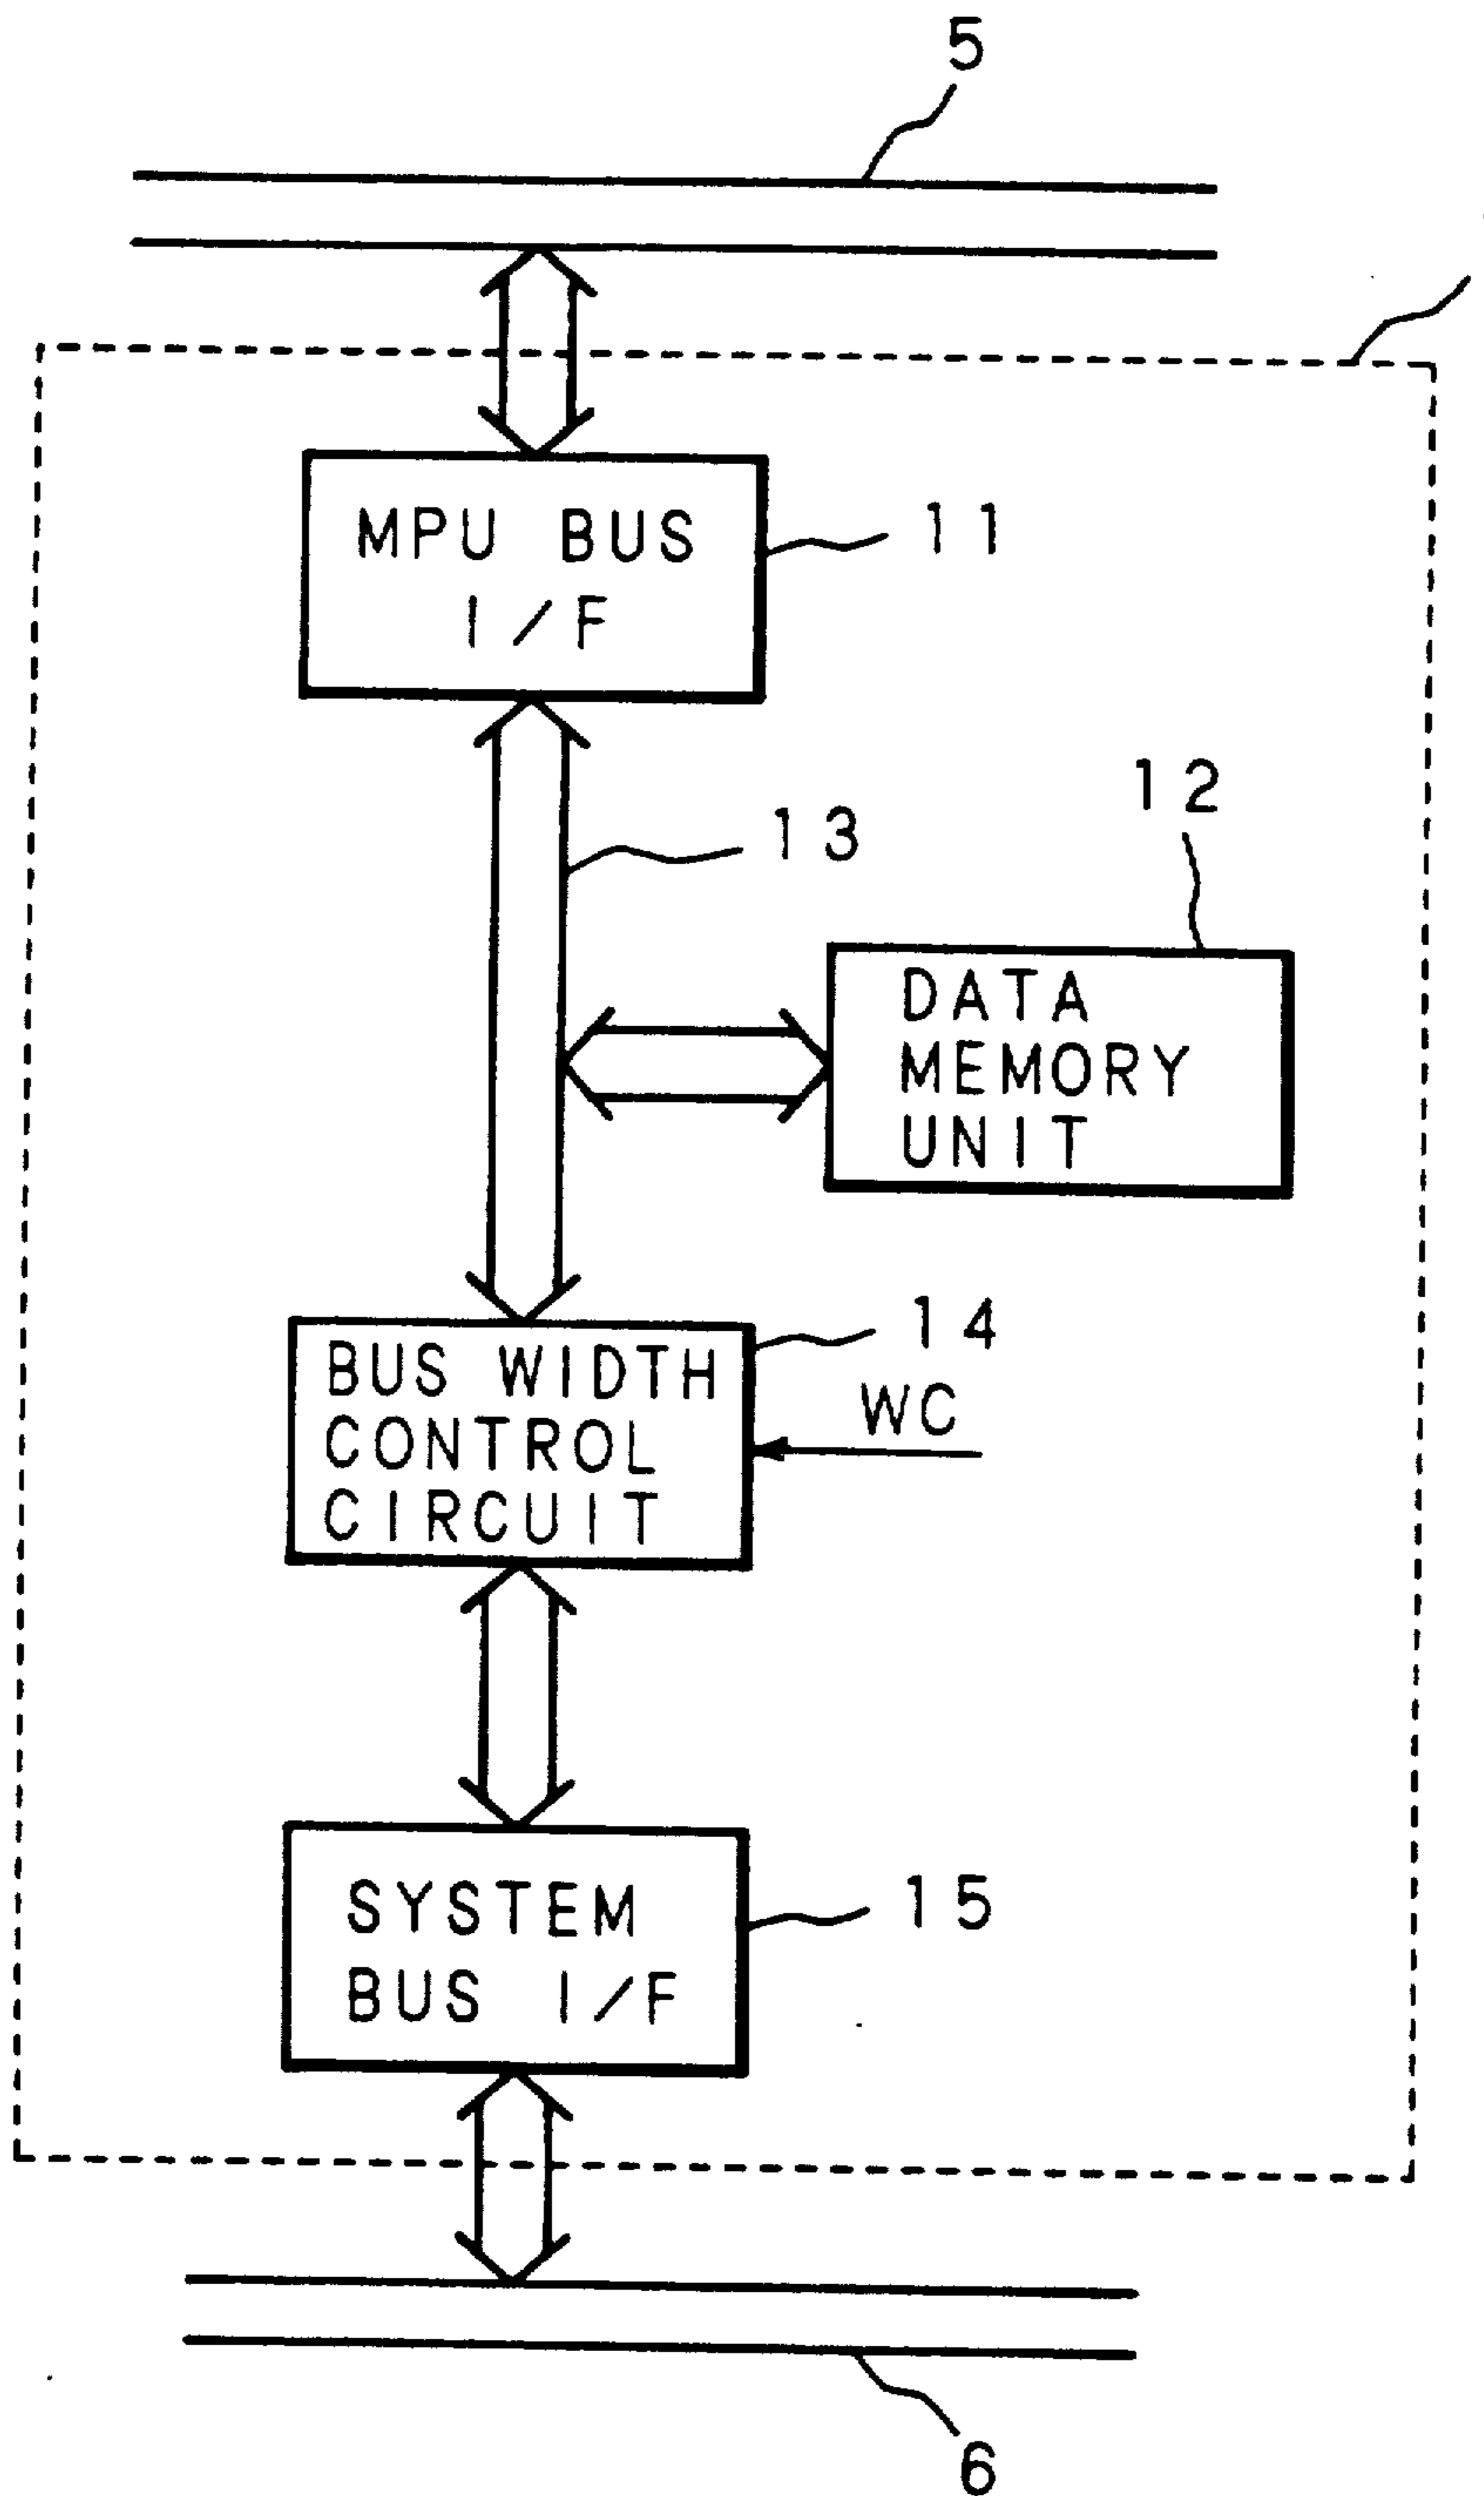 5
MPU BUS
I/F
11
12
13
DATA
MEMORY
UNIT
14
BUS WIDTH
CONTROL
CIRCUIT
WC
15
SYSTEM
BUS I/F
6